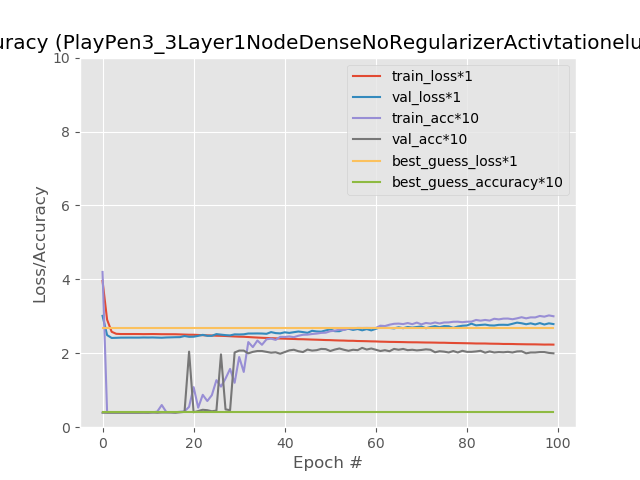 uracy (PlayPen3_3Layer1NodeDenseNoRegularizerActivtationelu
10
8
6
4
2
0
Loss/Accuracy
train_loss*1
val_loss*1
train_acc*10
val_acc*10
best_guess_loss*1
best_guess_accuracy*10
0 20 40 60 80 100
Epoch #